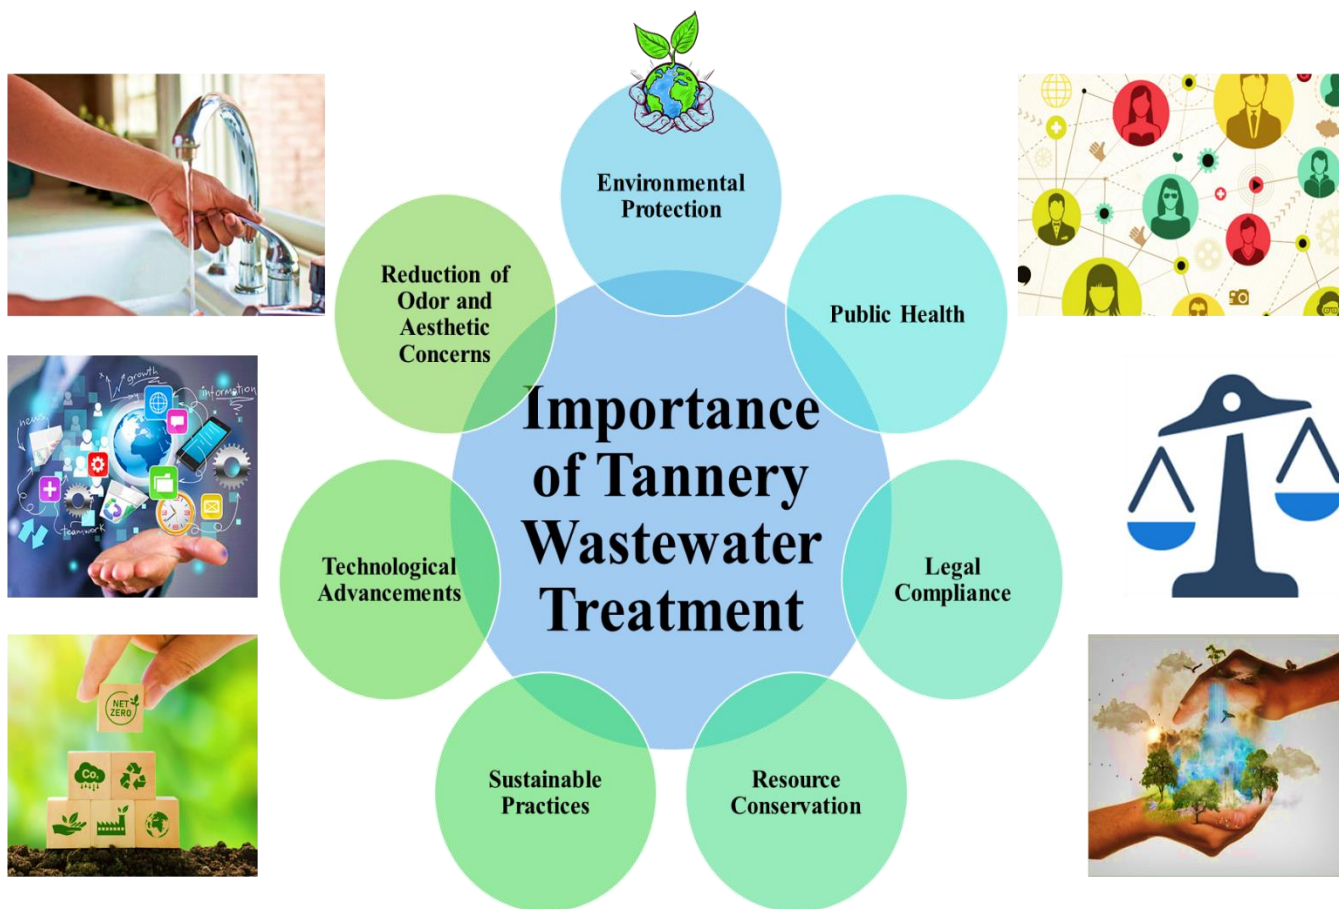 Environmental
Protection
Public Health
Legal
Compliance
Resource
Conservation
Sustainable
Practices
Technological
Advancements
Reduction of
Odor and
Aesthetic
Concerns
Importance
of Tannery
Wastewater
Treatment
growth
information
news
teamwork
NET
ZERO
Co₂